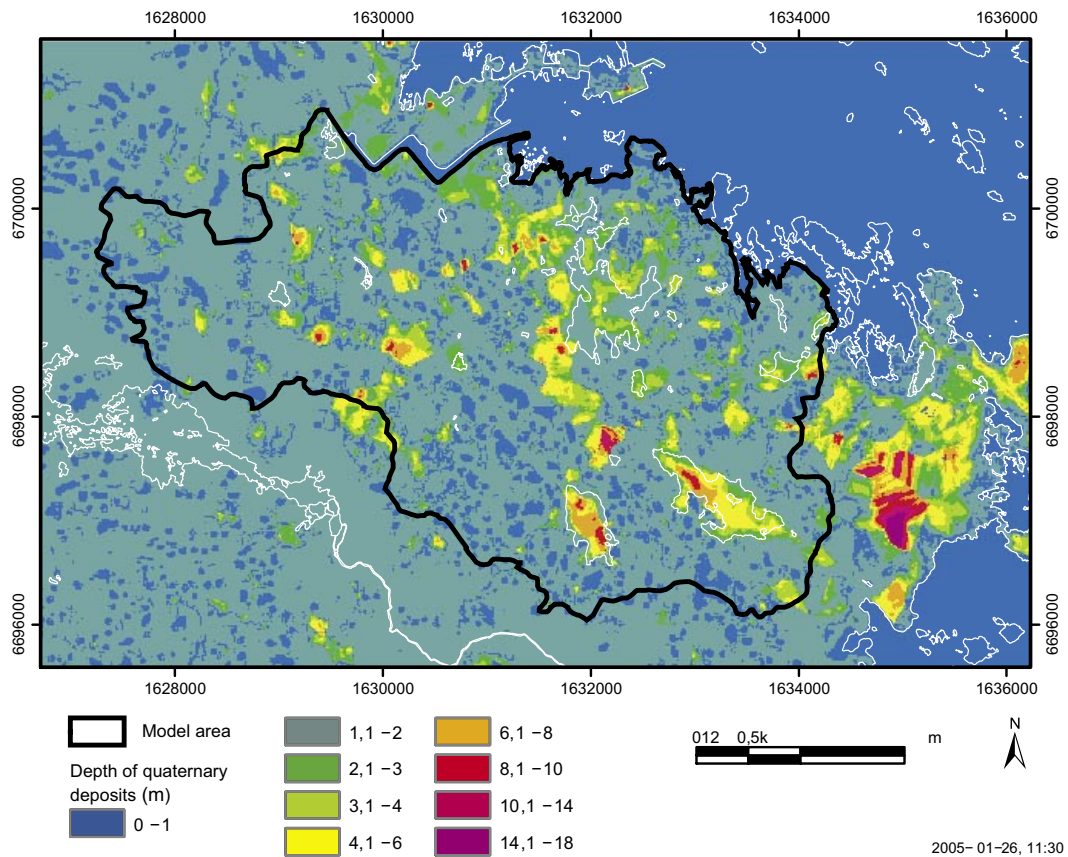 1628000 1630000 1632000 1634000 1636000
6700000 6700000
6698000 6698000
6696000 6696000
1628000 1630000 1632000 1634000 1636000
Model area
Depth of quaternary
deposits (m)
0 −1
1,1 −2
2,1 −3
3,1 −4
4,1 −6
6,1 −8
8,1 −10
10,1 −14
14,1 −18
012 0,5k m
N
2005− 01−26, 11:30